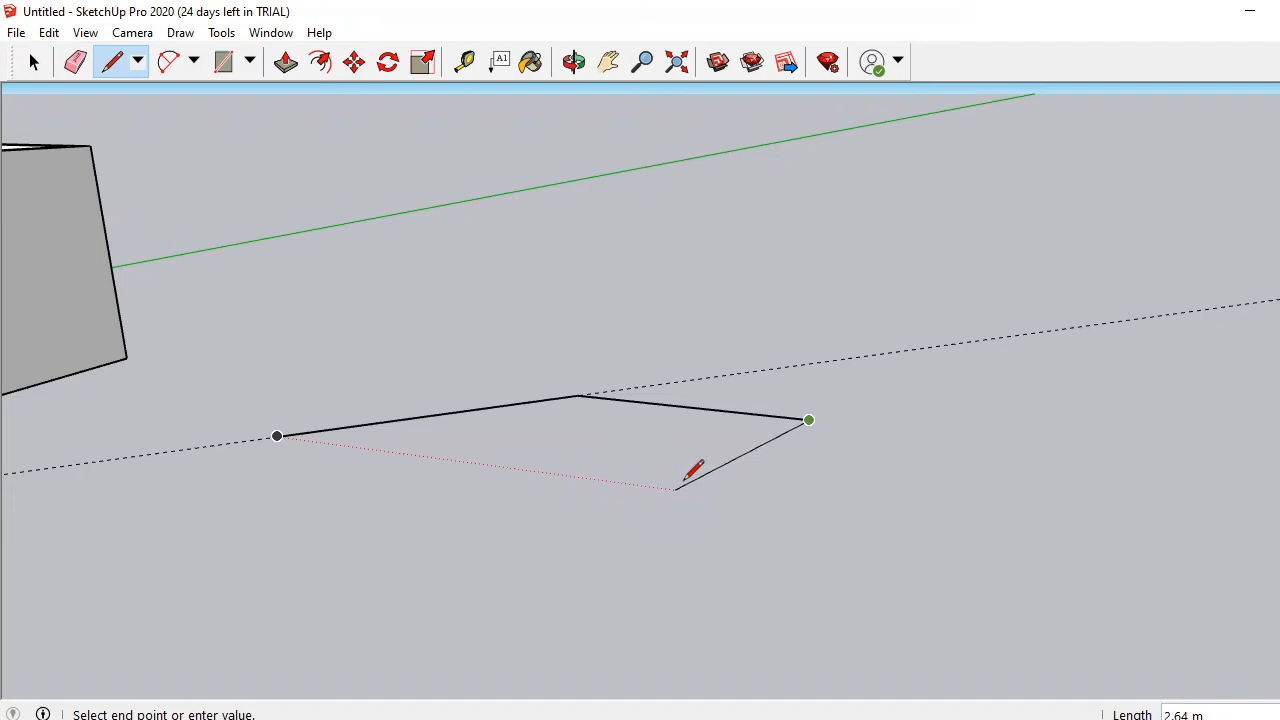 Untitled - SketchUp Pro 2020 (24 days left in TRIAL)
File Edit View Camera Draw Tools Window Help
A1
Select end point or enter value.
Length 2.64 m